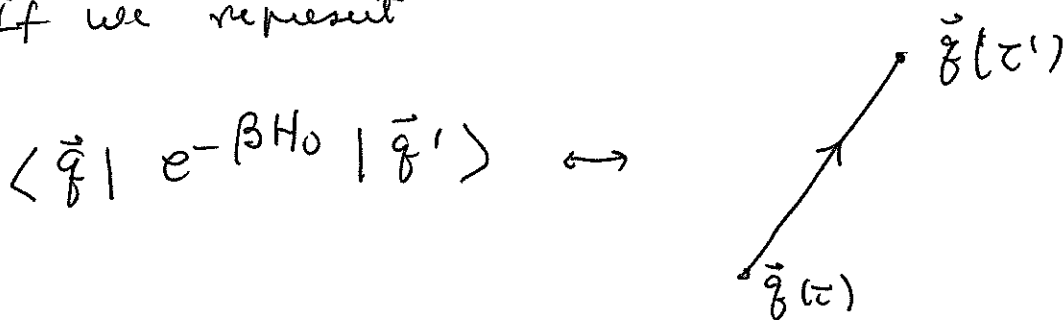 If we represent
⟨q⃗| e^{-βH₀} |q⃗'⟩ ↔
q⃗(τ')
q⃗(τ)